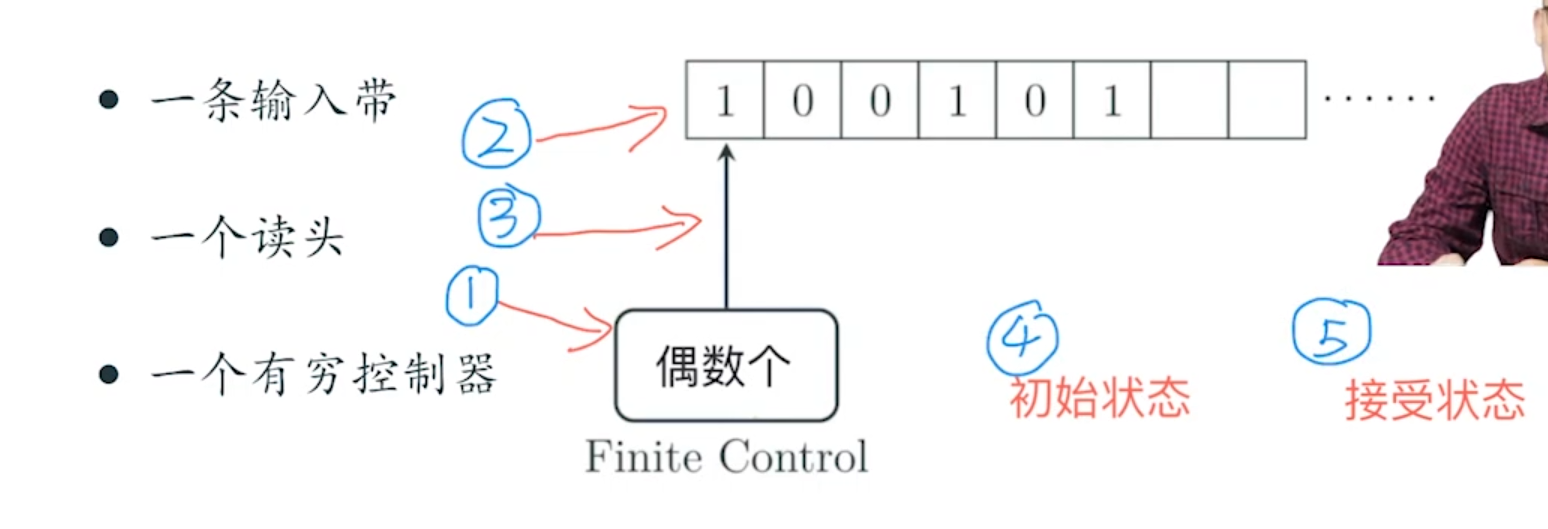 • 一条输入带
② 1 0 0 1 0 1 ······
• 一个读头
③
①
• 一个有穷控制器
偶数个
④
初始状态
⑤
接受状态
Finite Control